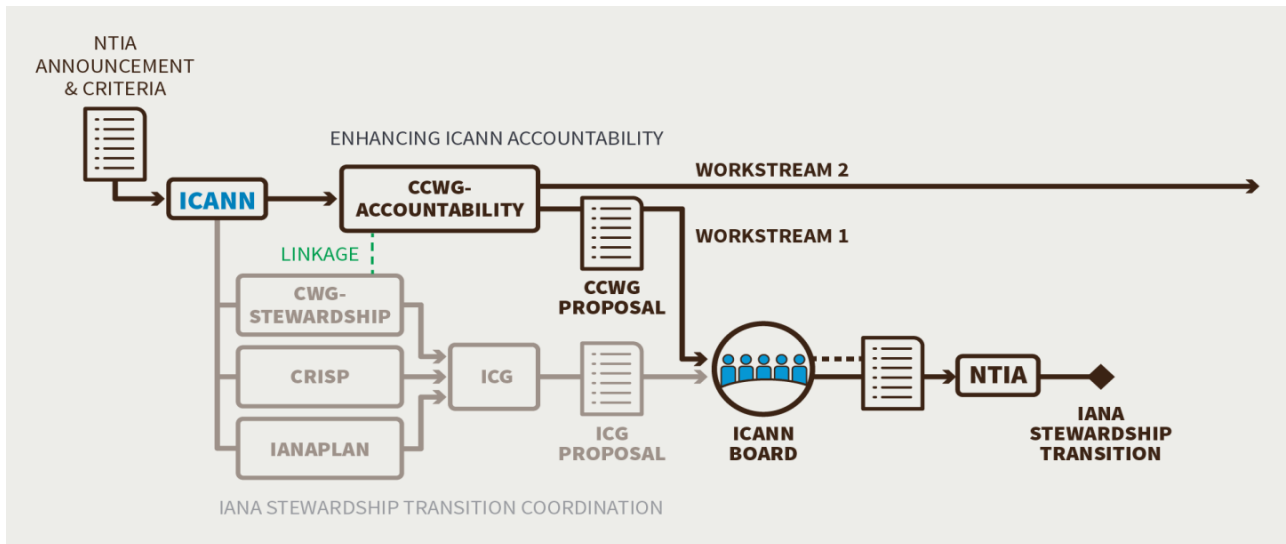 NTIA
ANNOUNCEMENT
& CRITERIA
ENHANCING ICANN ACCOUNTABILITY
ICANN
CCWG-
ACCOUNTABILITY
WORKSTREAM 2
WORKSTREAM 1
LINKAGE
CCWG
PROPOSAL
CWG-
STEWARDSHIP
CRISP
IANAPLAN
ICG
ICG
PROPOSAL
ICANN
BOARD
NTIA
IANA
STEWARDSHIP
TRANSITION
IANA STEWARDSHIP TRANSITION COORDINATION